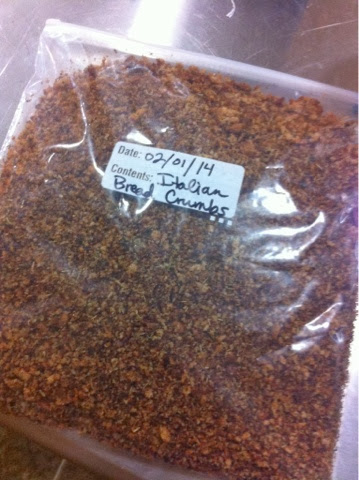 Date: 02/01/14
Contents: Italian
Bread Crumbs